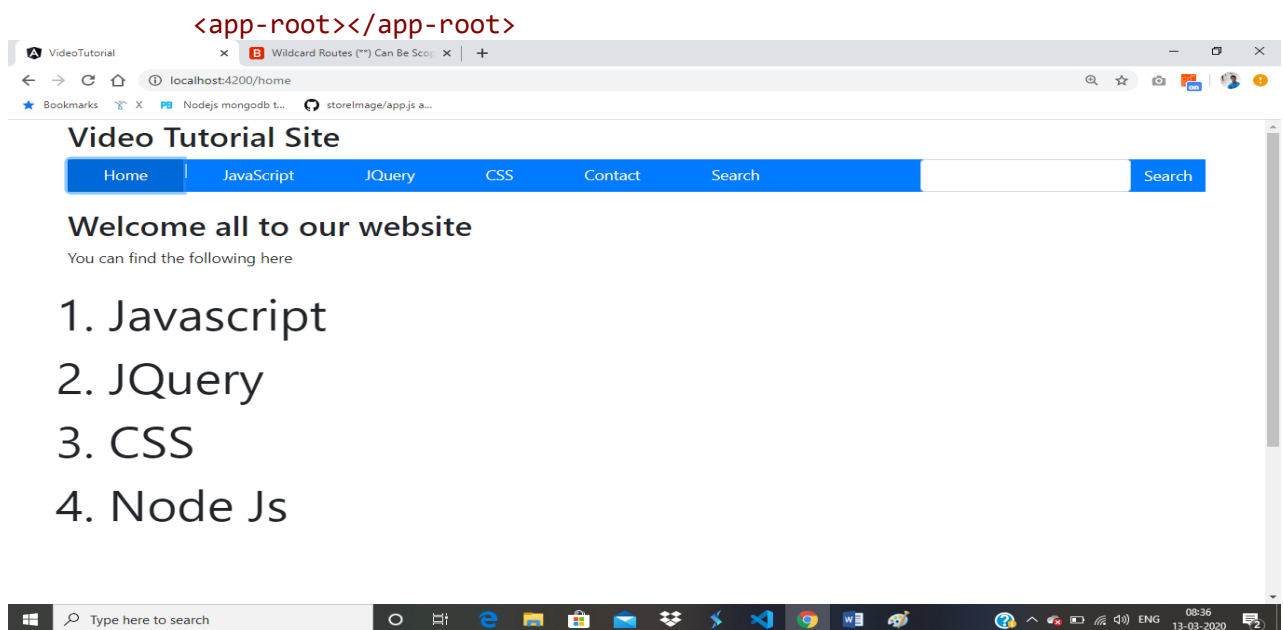 <app-root></app-root>
VideoTutorial
B Wildcard Routes (**) Can Be Scop
localhost:4200/home
on
Bookmarks X PB Nodejs mongodb t... storeImage/app.js a...
Video Tutorial Site
Home JavaScript JQuery CSS Contact Search Search
Welcome all to our website
You can find the following here
1. Javascript
2. JQuery
3. CSS
4. Node Js
Type here to search
ENG 08:36
13-03-2020 2